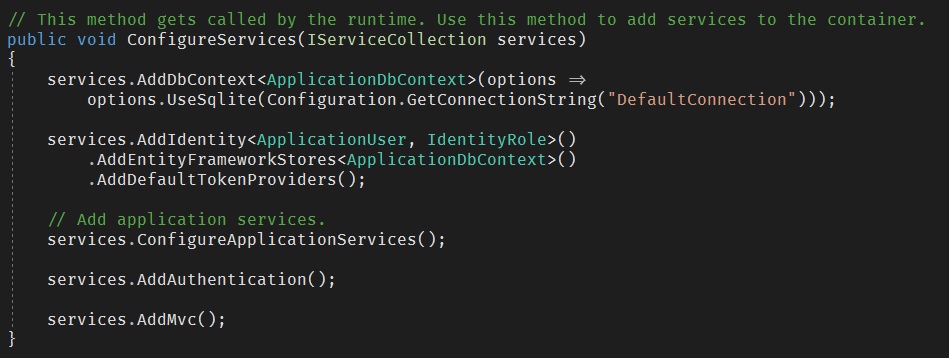 // This method gets called by the runtime. Use this method to add services to the container.
public void ConfigureServices(IServiceCollection services)
{
    services.AddDbContext<ApplicationDbContext>(options =>
        options.UseSqlite(Configuration.GetConnectionString("DefaultConnection")));

    services.AddIdentity<ApplicationUser, IdentityRole>()
        .AddEntityFrameworkStores<ApplicationDbContext>()
        .AddDefaultTokenProviders();

    // Add application services.
    services.ConfigureApplicationServices();

    services.AddAuthentication();

    services.AddMvc();
}